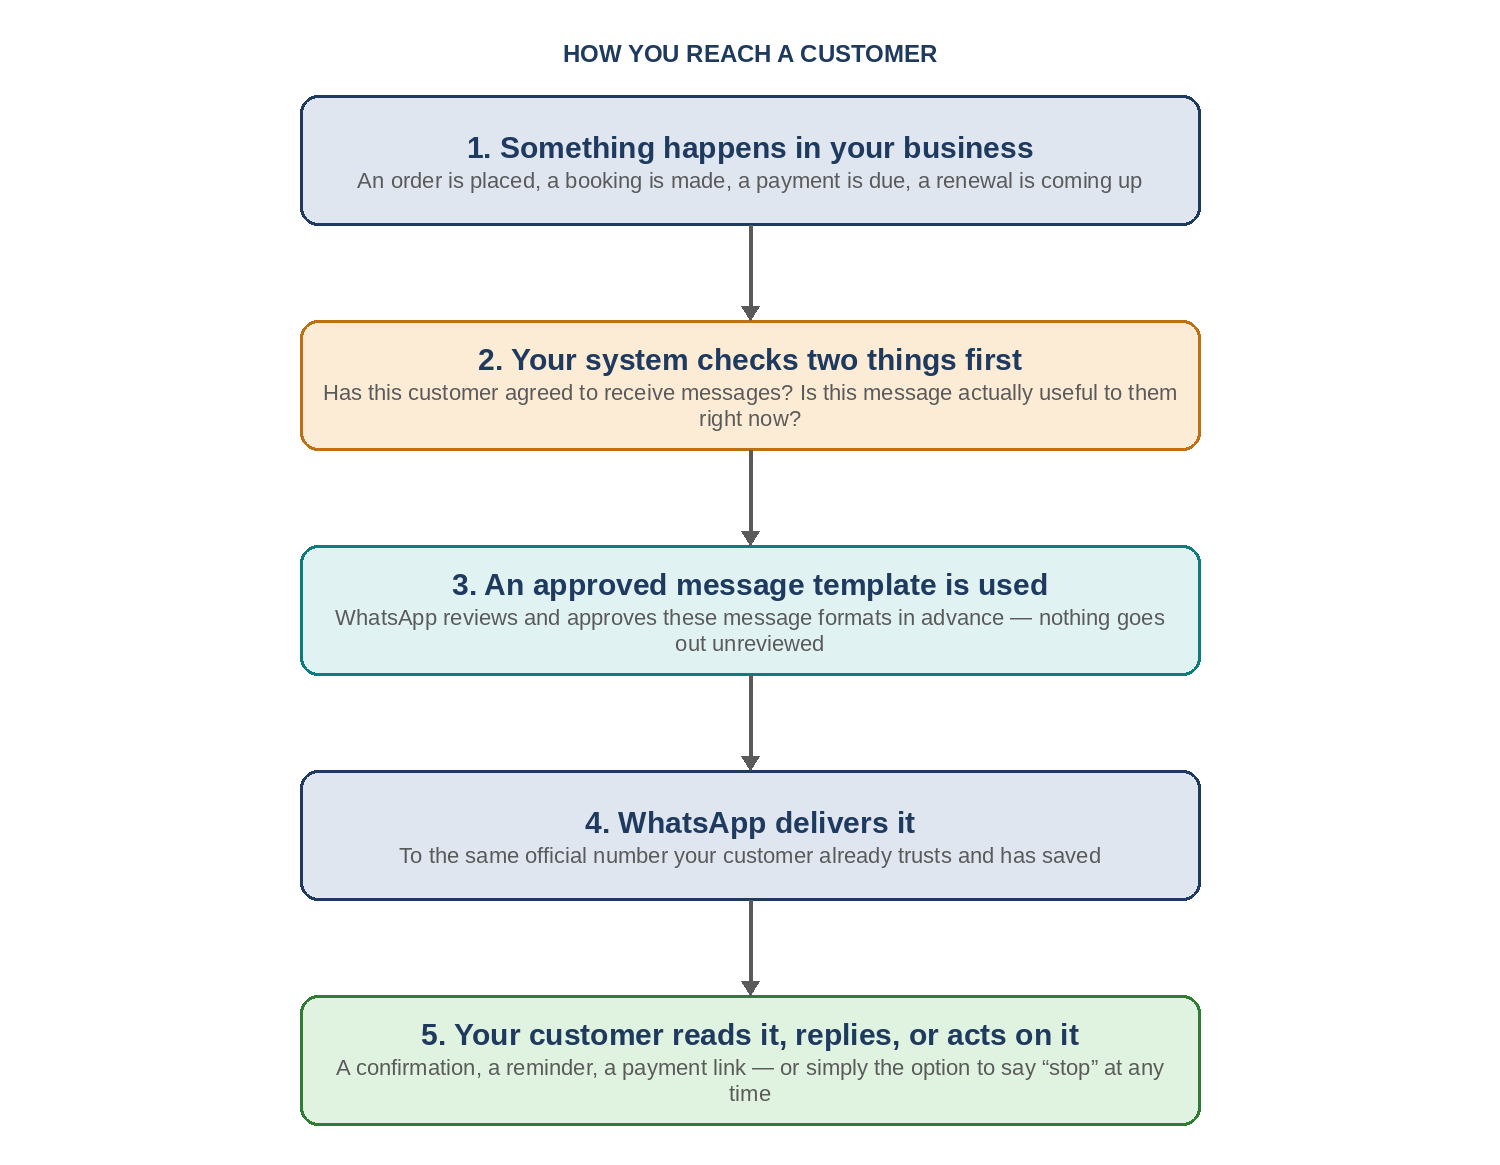 HOW YOU REACH A CUSTOMER
1. Something happens in your business
An order is placed, a booking is made, a payment is due, a renewal is coming up
2. Your system checks two things first
Has this customer agreed to receive messages? Is this message actually useful to them
right now?
3. An approved message template is used
WhatsApp reviews and approves these message formats in advance — nothing goes
out unreviewed
4. WhatsApp delivers it
To the same official number your customer already trusts and has saved
5. Your customer reads it, replies, or acts on it
A confirmation, a reminder, a payment link — or simply the option to say “stop” at any
time